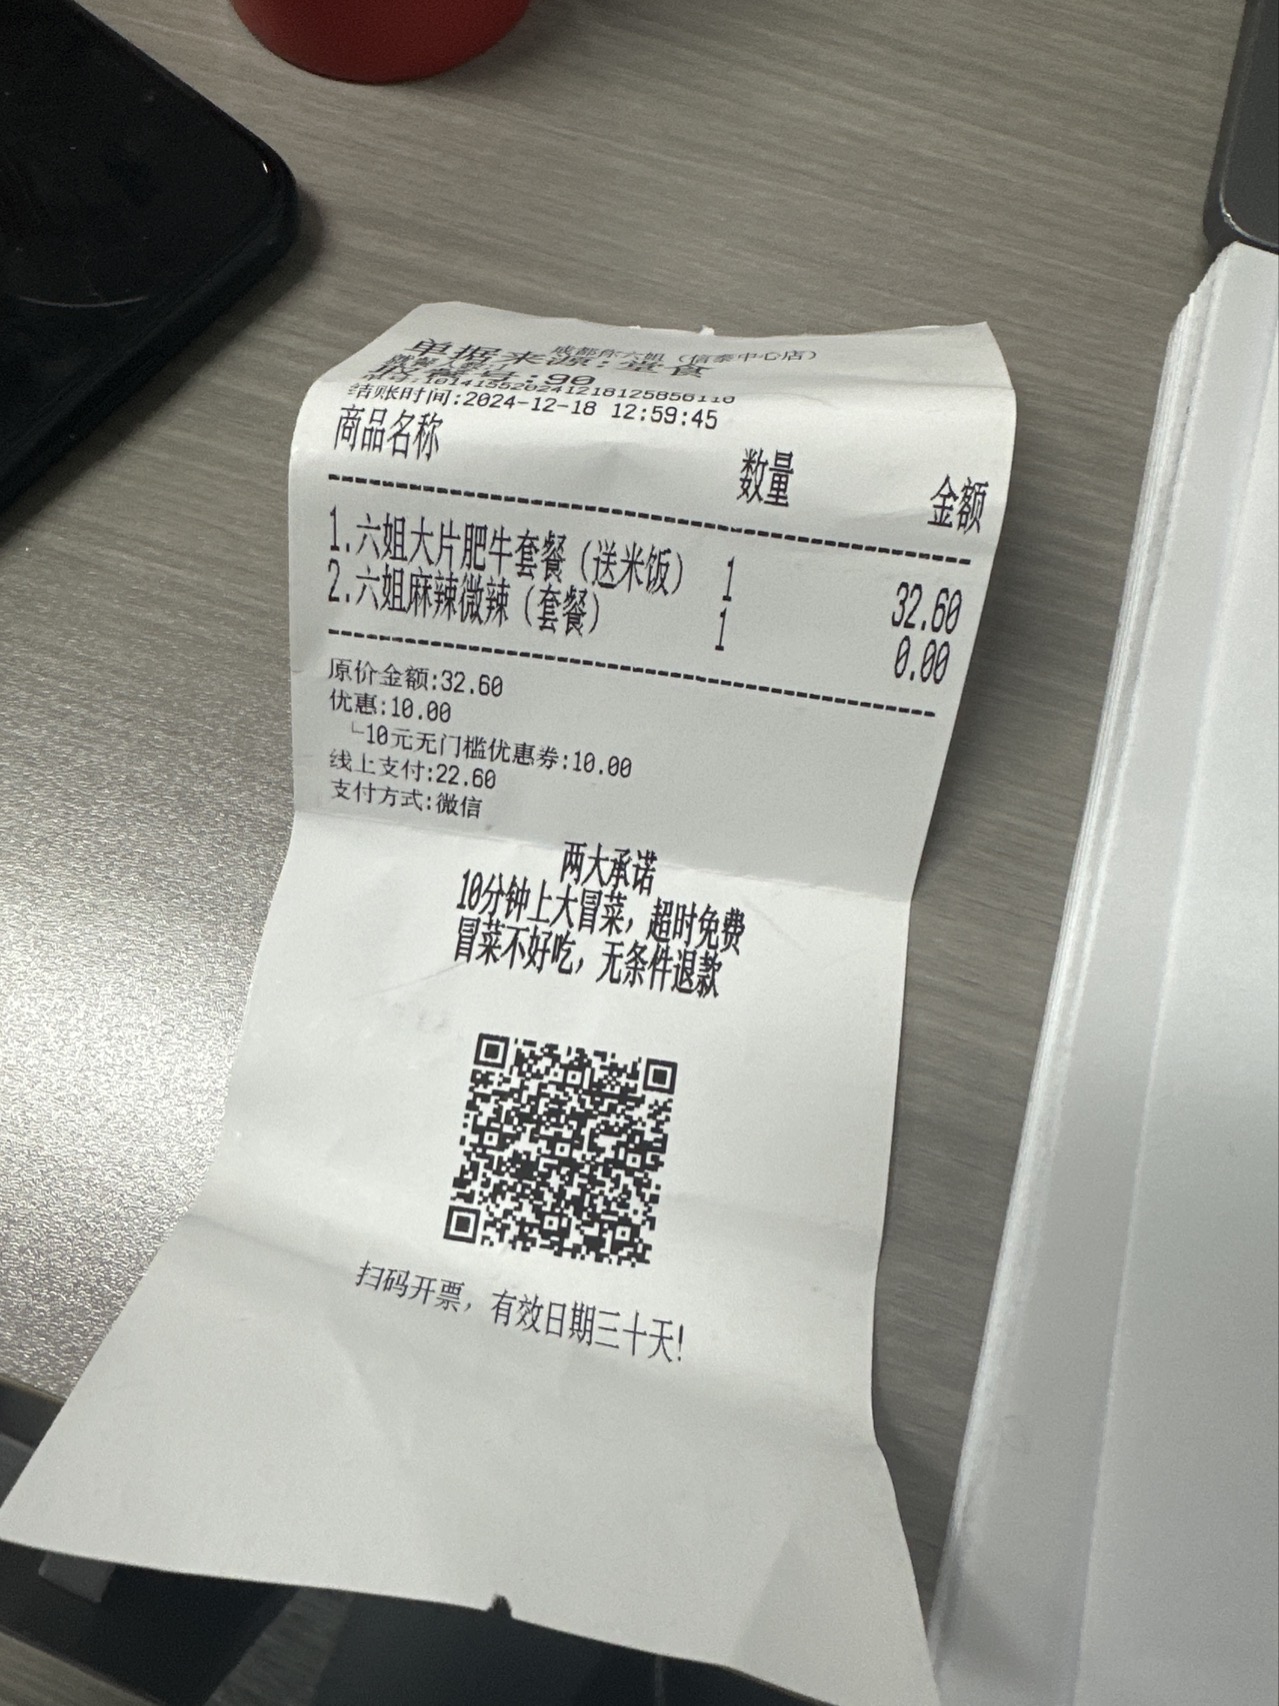 成都你六姐（信泰中心店）
单据来源:堂食
取餐号:90
结账时间:2024-12-18 12:59:45
商品名称 数量 金额
1.六姐大片肥牛套餐（送米饭） 1 32.60
2.六姐麻辣微辣（套餐） 1 0.00
原价金额:32.60
优惠:10.00
└10元无门槛优惠券:10.00
线上支付:22.60
支付方式:微信
两大承诺
10分钟上大冒菜，超时免费
冒菜不好吃，无条件退款
扫码开票，有效日期三十天!